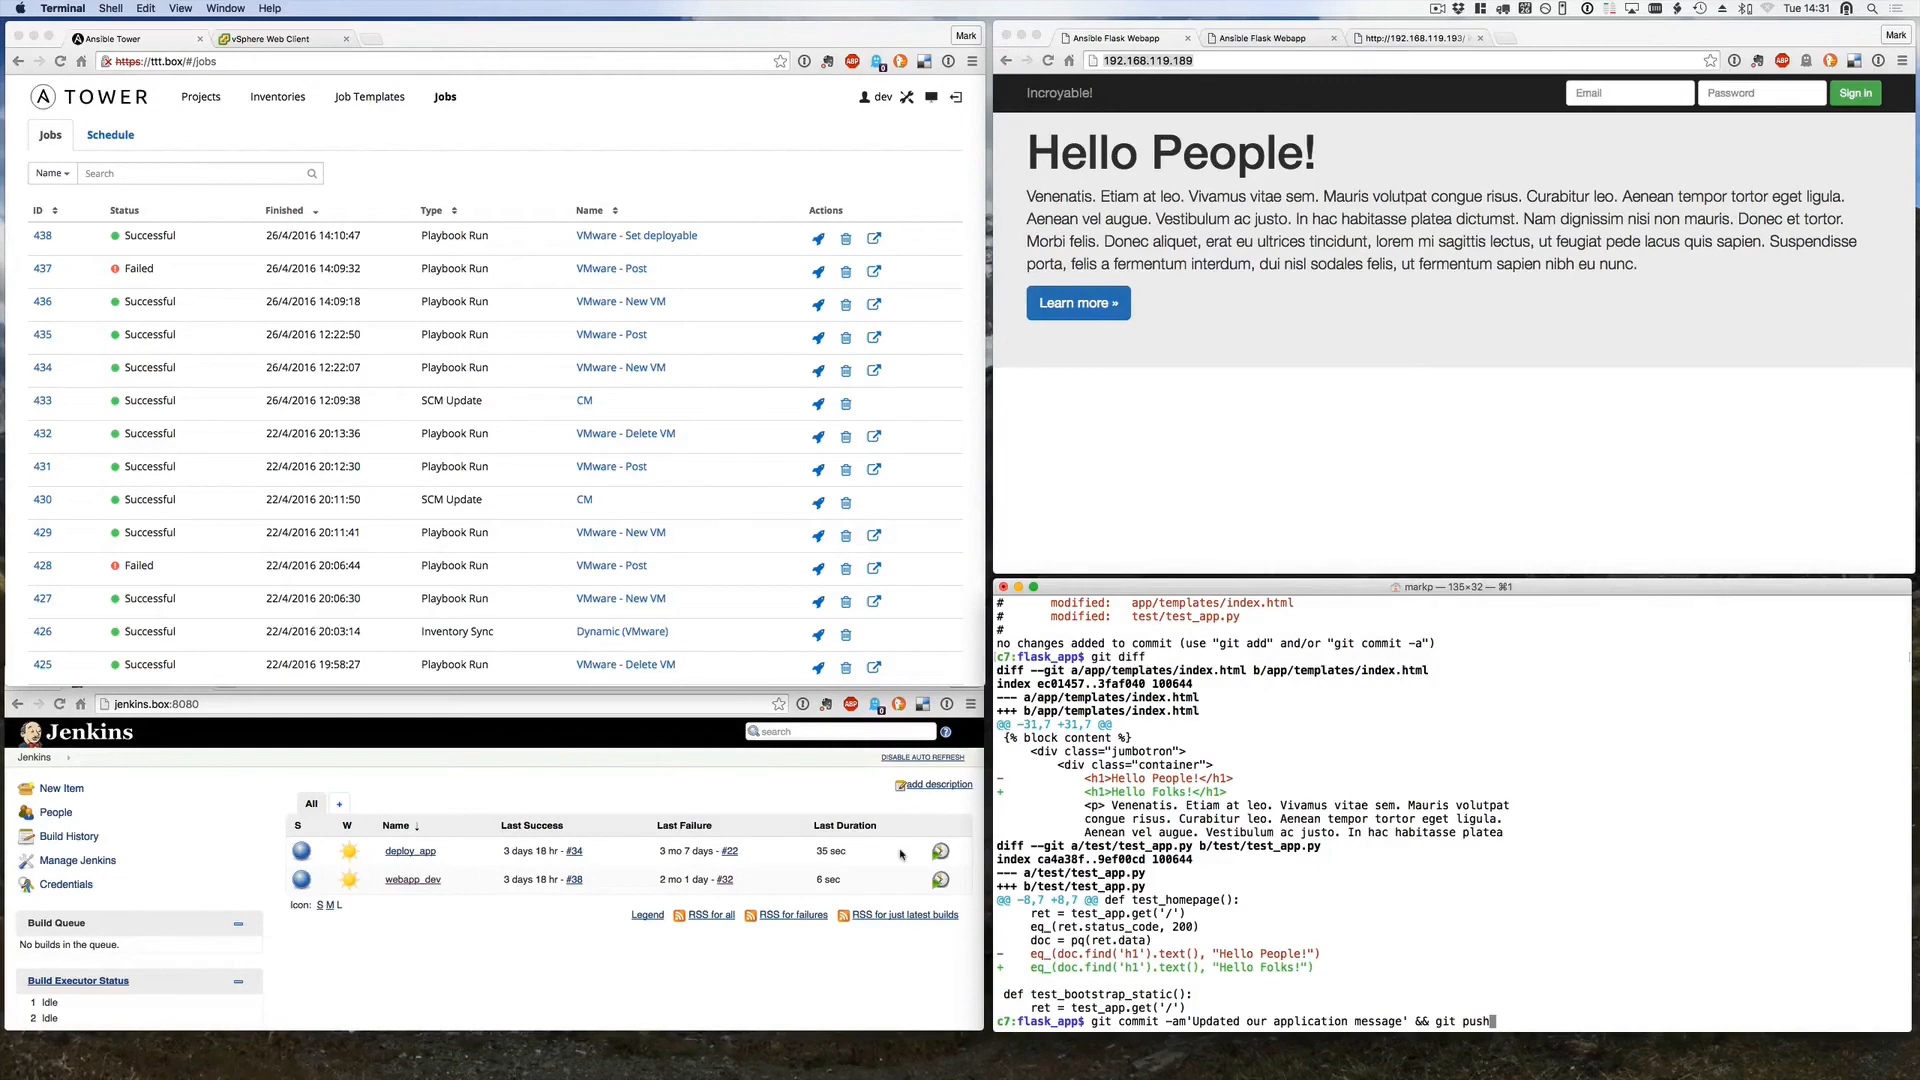 Terminal Shell Edit View Window Help
Tue 14:31
Ansible Tower
vSphere Web Client
Mark
https://ttt.box/#/jobs
TOWER
Projects
Inventories
Job Templates
Jobs
dev
Jobs
Schedule
Name
Search
ID Status Finished Type Name Actions
438 Successful 26/4/2016 14:10:47 Playbook Run VMware - Set deployable
437 Failed 26/4/2016 14:09:32 Playbook Run VMware - Post
436 Successful 26/4/2016 14:09:18 Playbook Run VMware - New VM
435 Successful 26/4/2016 12:22:50 Playbook Run VMware - Post
434 Successful 26/4/2016 12:22:07 Playbook Run VMware - New VM
433 Successful 26/4/2016 12:09:38 SCM Update CM
432 Successful 22/4/2016 20:13:36 Playbook Run VMware - Delete VM
431 Successful 22/4/2016 20:12:30 Playbook Run VMware - Post
430 Successful 22/4/2016 20:11:50 SCM Update CM
429 Successful 22/4/2016 20:11:41 Playbook Run VMware - New VM
428 Failed 22/4/2016 20:06:44 Playbook Run VMware - Post
427 Successful 22/4/2016 20:06:30 Playbook Run VMware - New VM
426 Successful 22/4/2016 20:03:14 Inventory Sync Dynamic (VMware)
425 Successful 22/4/2016 19:58:27 Playbook Run VMware - Delete VM
jenkins.box:8080
Jenkins
search
Jenkins
DISABLE AUTO REFRESH
New Item
People
Build History
Manage Jenkins
Credentials
add description
All +
S W Name ↓ Last Success Last Failure Last Duration
deploy_app 3 days 18 hr - #34 3 mo 7 days - #22 35 sec
webapp_dev 3 days 18 hr - #38 2 mo 1 day - #32 6 sec
Icon: S M L
Legend RSS for all RSS for failures RSS for just latest builds
Build Queue
No builds in the queue.
Build Executor Status
1 Idle
2 Idle
Ansible Flask Webapp
Ansible Flask Webapp
http://192.168.119.193/
Mark
192.168.119.189
Incroyable!
Email
Password
Sign in
Hello People!
Venenatis. Etiam at leo. Vivamus vitae sem. Mauris volutpat congue risus. Curabitur leo. Aenean tempor tortor eget ligula.
Aenean vel augue. Vestibulum ac justo. In hac habitasse platea dictumst. Nam dignissim nisi non mauris. Donec et tortor.
Morbi felis. Donec aliquet, erat eu ultrices tincidunt, lorem mi sagittis lectus, ut feugiat pede lacus quis sapien. Suspendisse
porta, felis a fermentum interdum, dui nisl sodales felis, ut fermentum sapien nibh eu nunc.
Learn more »
markp — 135×32 — ⌘1
# modified: app/templates/index.html
# modified: test/test_app.py
#
no changes added to commit (use "git add" and/or "git commit -a")
c7:flask_app$ git diff
diff --git a/app/templates/index.html b/app/templates/index.html
index ec01457..3faf040 100644
--- a/app/templates/index.html
+++ b/app/templates/index.html
@@ -31,7 +31,7 @@
{% block content %}
<div class="jumbotron">
<div class="container">
- <h1>Hello People!</h1>
+ <h1>Hello Folks!</h1>
<p> Venenatis. Etiam at leo. Vivamus vitae sem. Mauris volutpat
congue risus. Curabitur leo. Aenean tempor tortor eget ligula.
Aenean vel augue. Vestibulum ac justo. In hac habitasse platea
diff --git a/test/test_app.py b/test/test_app.py
index ca4a38f..9ef00cd 100644
--- a/test/test_app.py
+++ b/test/test_app.py
@@ -8,7 +8,7 @@ def test_homepage():
ret = test_app.get('/')
eq_(ret.status_code, 200)
doc = pq(ret.data)
- eq_(doc.find('h1').text(), "Hello People!")
+ eq_(doc.find('h1').text(), "Hello Folks!")
def test_bootstrap_static():
ret = test_app.get('/')
c7:flask_app$ git commit -am'Updated our application message' && git push